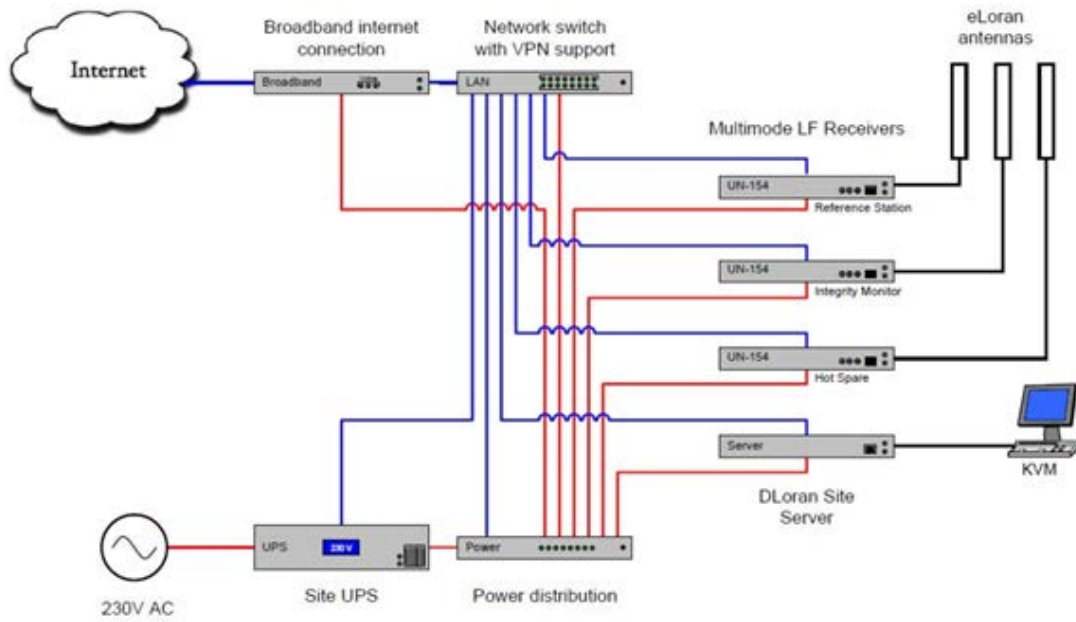 Broadband internet
connection
Network switch
with VPN support
eLoran
antennas
Internet
Broadband
LAN
Multimode LF Receivers
UN-154
Reference Station
UN-154
Integrity Monitor
UN-154
Hot Spare
Server
KVM
DLoran Site
Server
UPS
230V
Power
230V AC
Site UPS
Power distribution